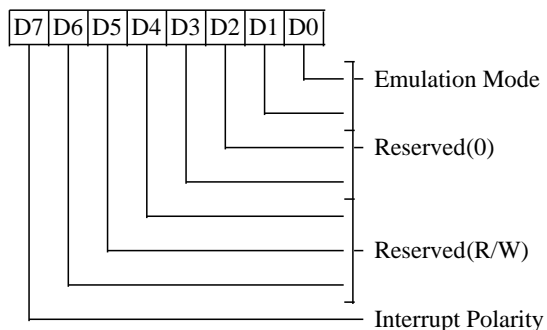 D7 D6 D5 D4 D3 D2 D1 D0
Emulation Mode
Reserved(0)
Reserved(R/W)
Interrupt Polarity